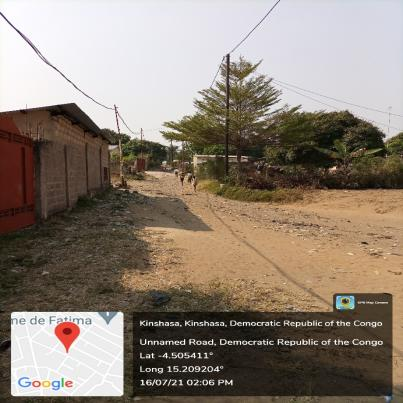 GPS Map Camera
ne de Fatima
Kinshasa, Kinshasa, Democratic Republic of the Congo
Unnamed Road, Democratic Republic of the Congo
Lat -4.505411°
Long 15.209204°
16/07/21 02:06 PM
Google